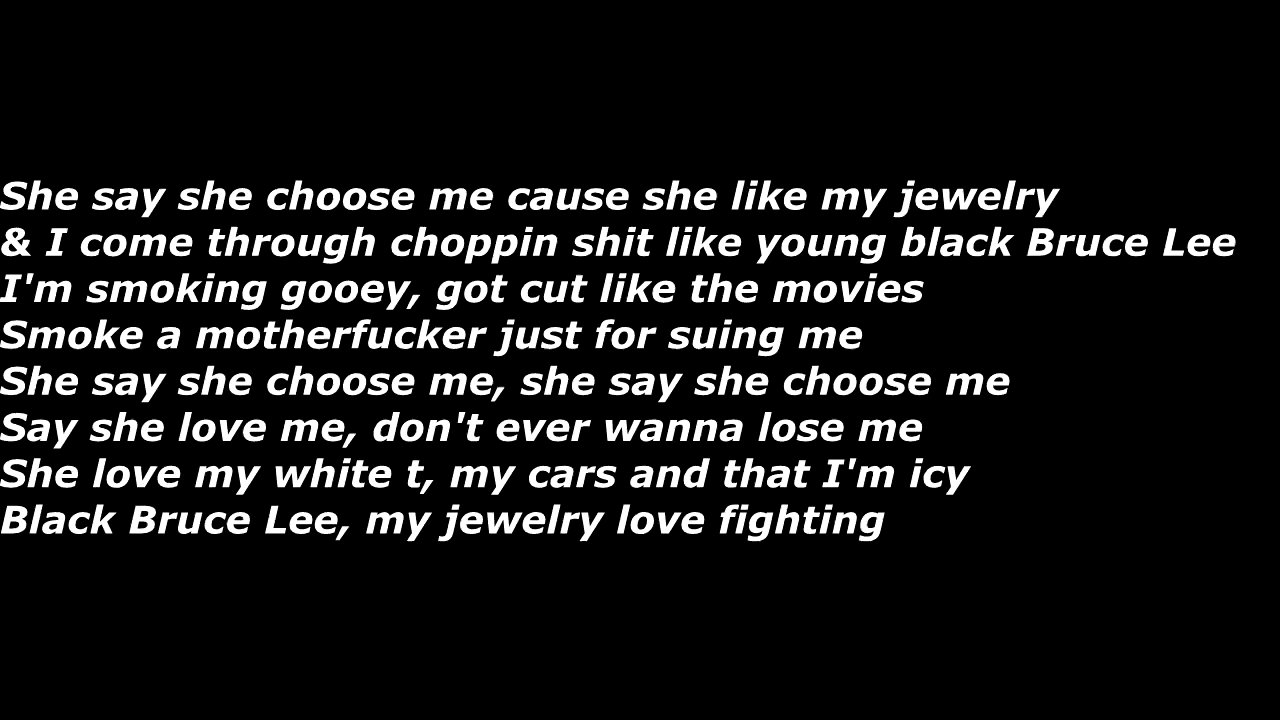 She say she choose me cause she like my jewelry
& I come through choppin shit like young black Bruce Lee
I'm smoking gooey, got cut like the movies
Smoke a motherfucker just for suing me
She say she choose me, she say she choose me
Say she love me, don't ever wanna lose me
She love my white t, my cars and that I'm icy
Black Bruce Lee, my jewelry love fighting